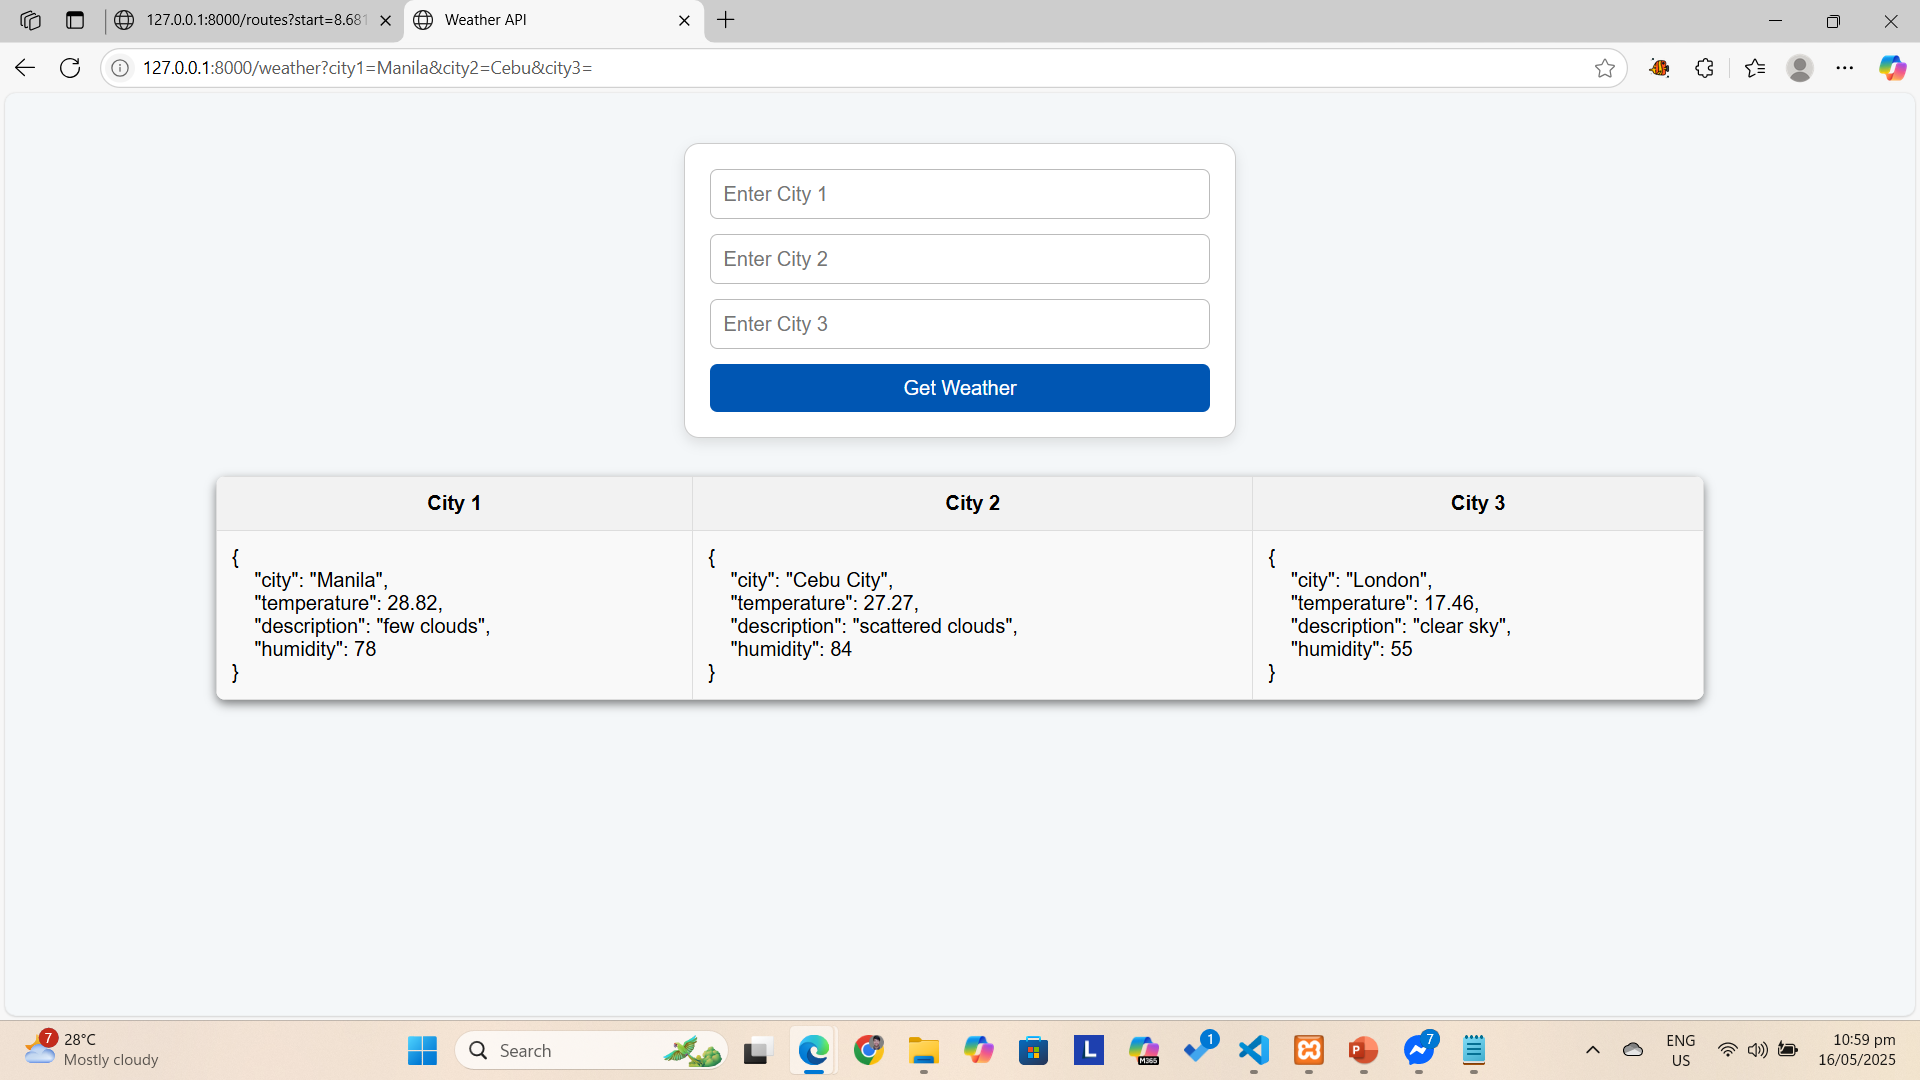 127.0.0.1:8000/routes?start=8.681
Weather API
127.0.0.1:8000/weather?city1=Manila&city2=Cebu&city3=
Enter City 1
Enter City 2
Enter City 3
Get Weather
City 1 City 2 City 3
{
"city": "Manila",
"temperature": 28.82,
"description": "few clouds",
"humidity": 78
}
{
"city": "Cebu City",
"temperature": 27.27,
"description": "scattered clouds",
"humidity": 84
}
{
"city": "London",
"temperature": 17.46,
"description": "clear sky",
"humidity": 55
}
7
28°C
Mostly cloudy
Search
L
M365
1
P
7
ENG
US
10:59 pm
16/05/2025